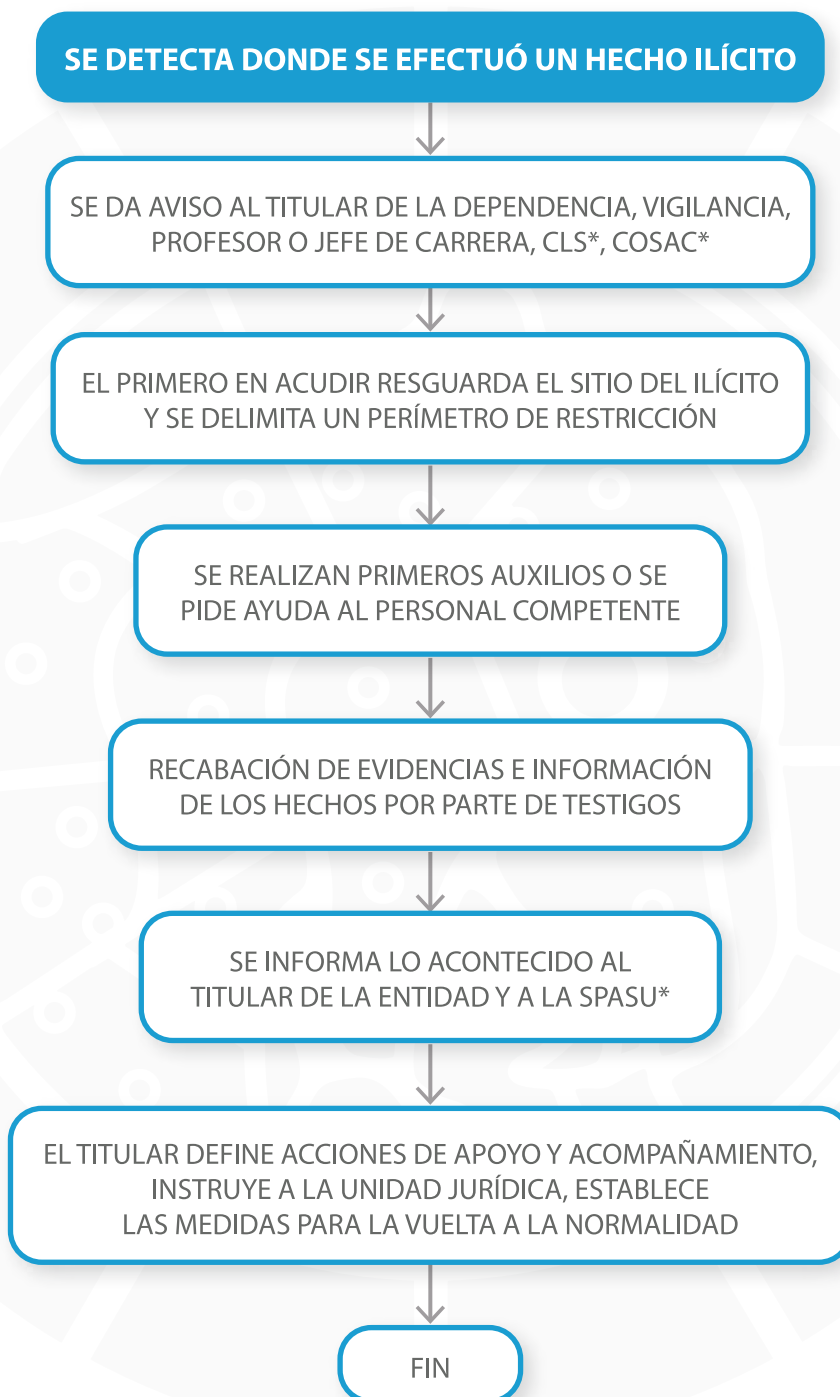 SE DETECTA DONDE SE EFECTUÓ UN HECHO ILÍCITO
SE DA AVISO AL TITULAR DE LA DEPENDENCIA, VIGILANCIA,
PROFESOR O JEFE DE CARRERA, CLS*, COSAC*
EL PRIMERO EN ACUDIR RESGUARDA EL SITIO DEL ILÍCITO
Y SE DELIMITA UN PERÍMETRO DE RESTRICCIÓN
SE REALIZAN PRIMEROS AUXILIOS O SE
PIDE AYUDA AL PERSONAL COMPETENTE
RECABACIÓN DE EVIDENCIAS E INFORMACIÓN
DE LOS HECHOS POR PARTE DE TESTIGOS
SE INFORMA LO ACONTECIDO AL
TITULAR DE LA ENTIDAD Y A LA SPASU*
EL TITULAR DEFINE ACCIONES DE APOYO Y ACOMPAÑAMIENTO,
INSTRUYE A LA UNIDAD JURÍDICA, ESTABLECE
LAS MEDIDAS PARA LA VUELTA A LA NORMALIDAD
FIN